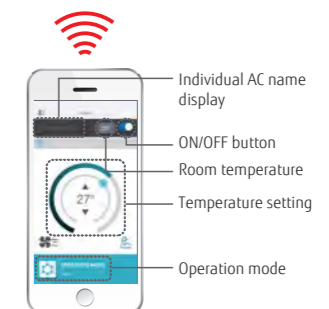 Individual AC name
display
ON/OFF button
Room temperature
Temperature setting
27°
Operation mode